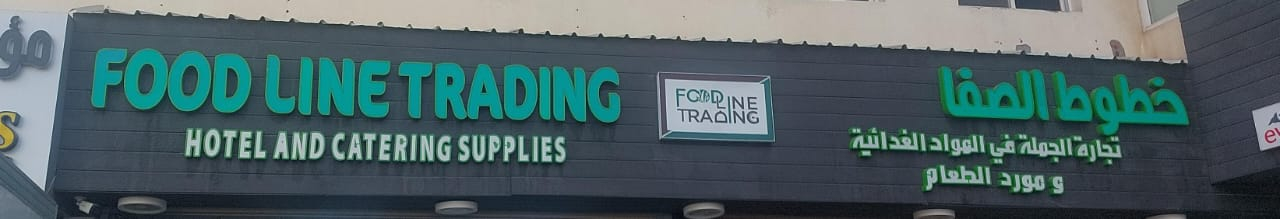 FOOD LINE TRADING
HOTEL AND CATERING SUPPLIES
FOOD LINE
TRADING
خطوط الصفا
تجارة الجملة في المواد الغذائية
و مورد الطعام